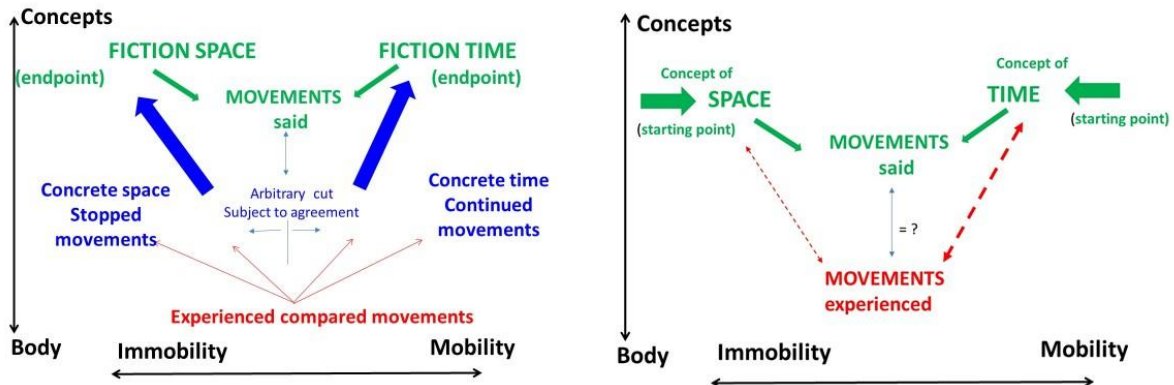 Concepts
FICTION SPACE
FICTION TIME
(endpoint)
(endpoint)
MOVEMENTS
said
Concrete space
Stopped
movements
Arbitrary cut
Subject to agreement
Concrete time
Continued
movements
Experienced compared movements
Body
Immobility
Mobility
Concepts
Concept of
SPACE
(starting point)
Concept of
TIME
(starting point)
MOVEMENTS
said
= ?
MOVEMENTS
experienced
Body
Immobility
Mobility